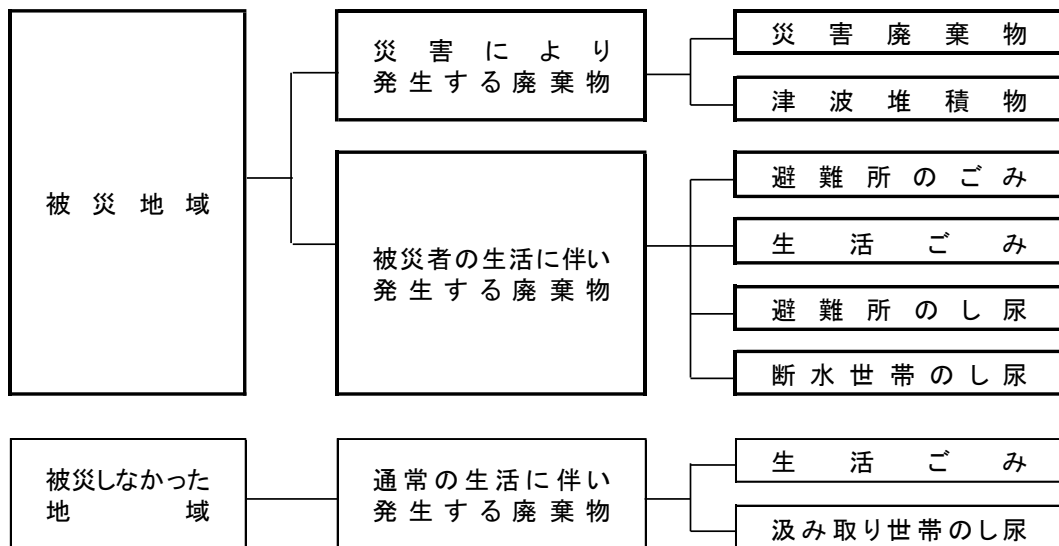 被災地域
災害により
発生する廃棄物
災害廃棄物
津波堆積物
被災者の生活に伴い
発生する廃棄物
避難所のごみ
生活ごみ
避難所のし尿
断水世帯のし尿
被災しなかった
地域
通常の生活に伴い
発生する廃棄物
生活ごみ
汲み取り世帯のし尿